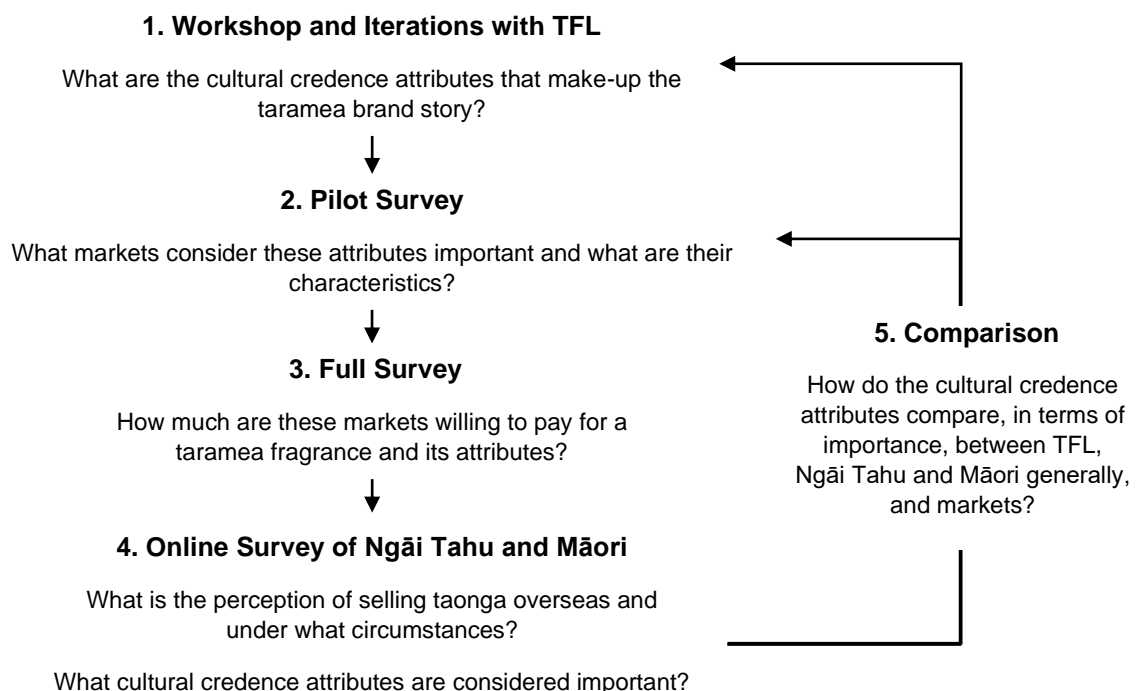 1. Workshop and Iterations with TFL
What are the cultural credence attributes that make-up the
taramea brand story?
2. Pilot Survey
What markets consider these attributes important and what are their
characteristics?
3. Full Survey
How much are these markets willing to pay for a
taramea fragrance and its attributes?
4. Online Survey of Ngāi Tahu and Māori
What is the perception of selling taonga overseas and
under what circumstances?
What cultural credence attributes are considered important?
5. Comparison
How do the cultural credence
attributes compare, in terms of
importance, between TFL,
Ngāi Tahu and Māori generally,
and markets?